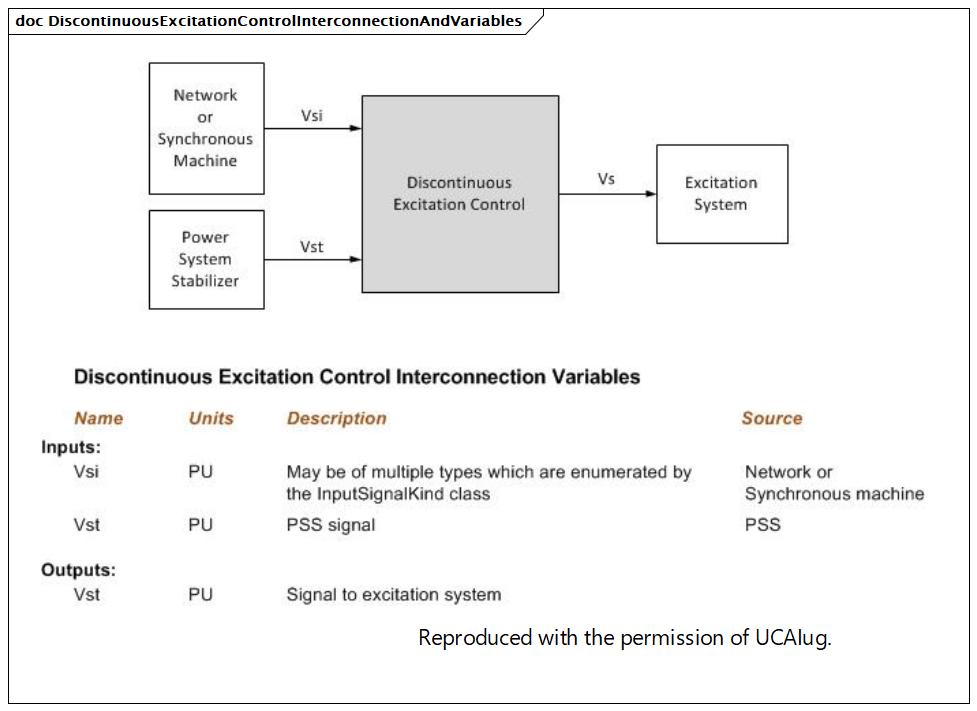 doc DiscontinuousExcitationControlInterconnectionAndVariables
Network
or
Synchronous
Machine
Vsi
Power
System
Stabilizer
Vst
Discontinuous
Excitation Control
Vs
Excitation
System
Discontinuous Excitation Control Interconnection Variables
Name Units Description Source
Inputs:
Vsi PU May be of multiple types which are enumerated by Network or
the InputSignalKind class Synchronous machine
Vst PU PSS signal PSS
Outputs:
Vst PU Signal to excitation system
Reproduced with the permission of UCAIug.